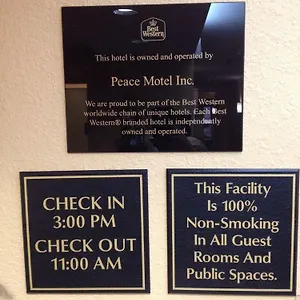 Best
Western
This hotel is owned and operated by
Peace Motel Inc.
We are proud to be part of the Best Western
worldwide chain of unique hotels. Each Best
Western® branded hotel is independently
owned and operated.
CHECK IN
3:00 PM
CHECK OUT
11:00 AM
This Facility
Is 100%
Non-Smoking
In All Guest
Rooms And
Public Spaces.